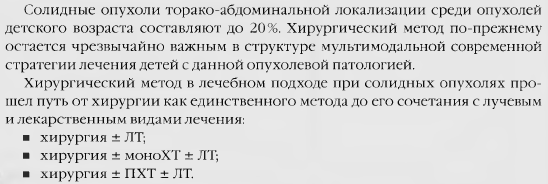 Солидные опухоли торако-абдоминальной локализации среди опухолей
детского возраста составляют до 20%. Хирургический метод по-прежнему
остается чрезвычайно важным в структуре мультимодальной современной
стратегии лечения детей с данной опухолевой патологией.
Хирургический метод в лечебном подходе при солидных опухолях про-
шел путь от хирургии как единственного метода до его сочетания с лучевым
и лекарственным видами лечения:
▪ хирургия ± ЛТ;
▪ хирургия ± моноХТ ± ЛТ;
▪ хирургия ± ПХТ ± ЛТ.